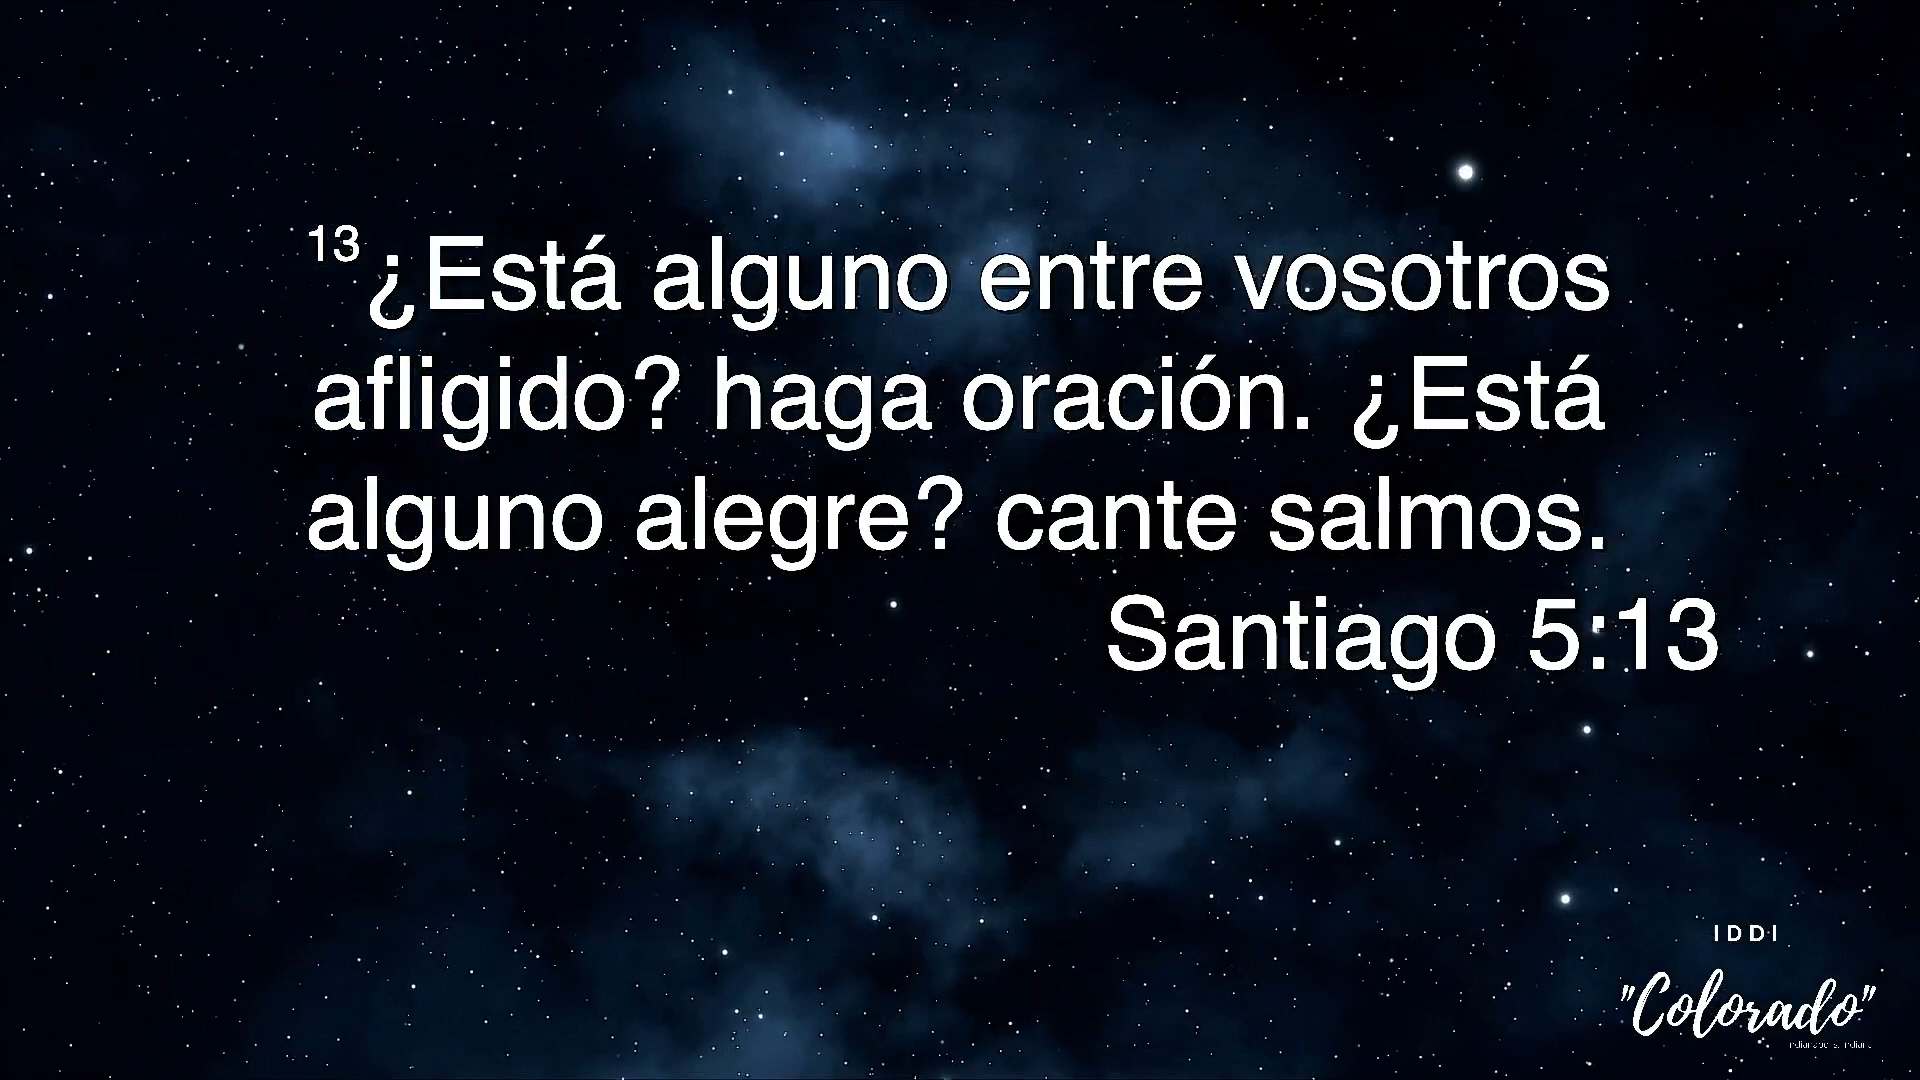 13 ¿Está alguno entre vosotros
afligido? haga oración. ¿Está
alguno alegre? cante salmos.
Santiago 5:13
IDDI
"Colorado"